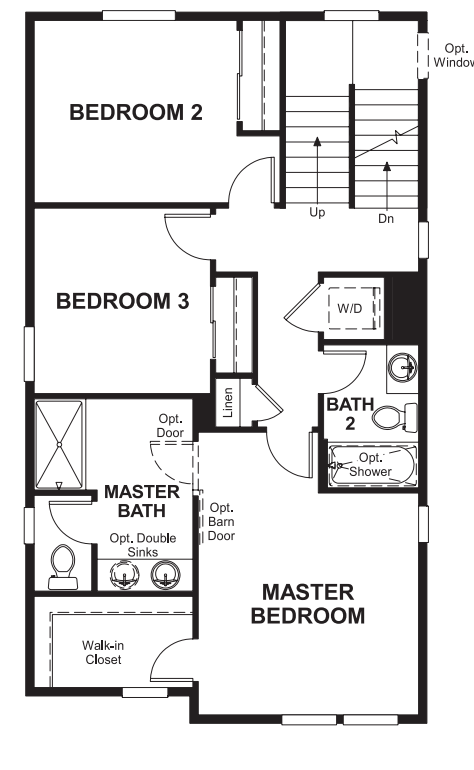 Opt.
Window
BEDROOM 2
Up
Dn
BEDROOM 3
W/D
Linen
BATH
2
Opt.
Door
Opt.
Shower
MASTER
BATH
Opt.
Barn
Door
Opt. Double
Sinks
MASTER
BEDROOM
Walk-in
Closet